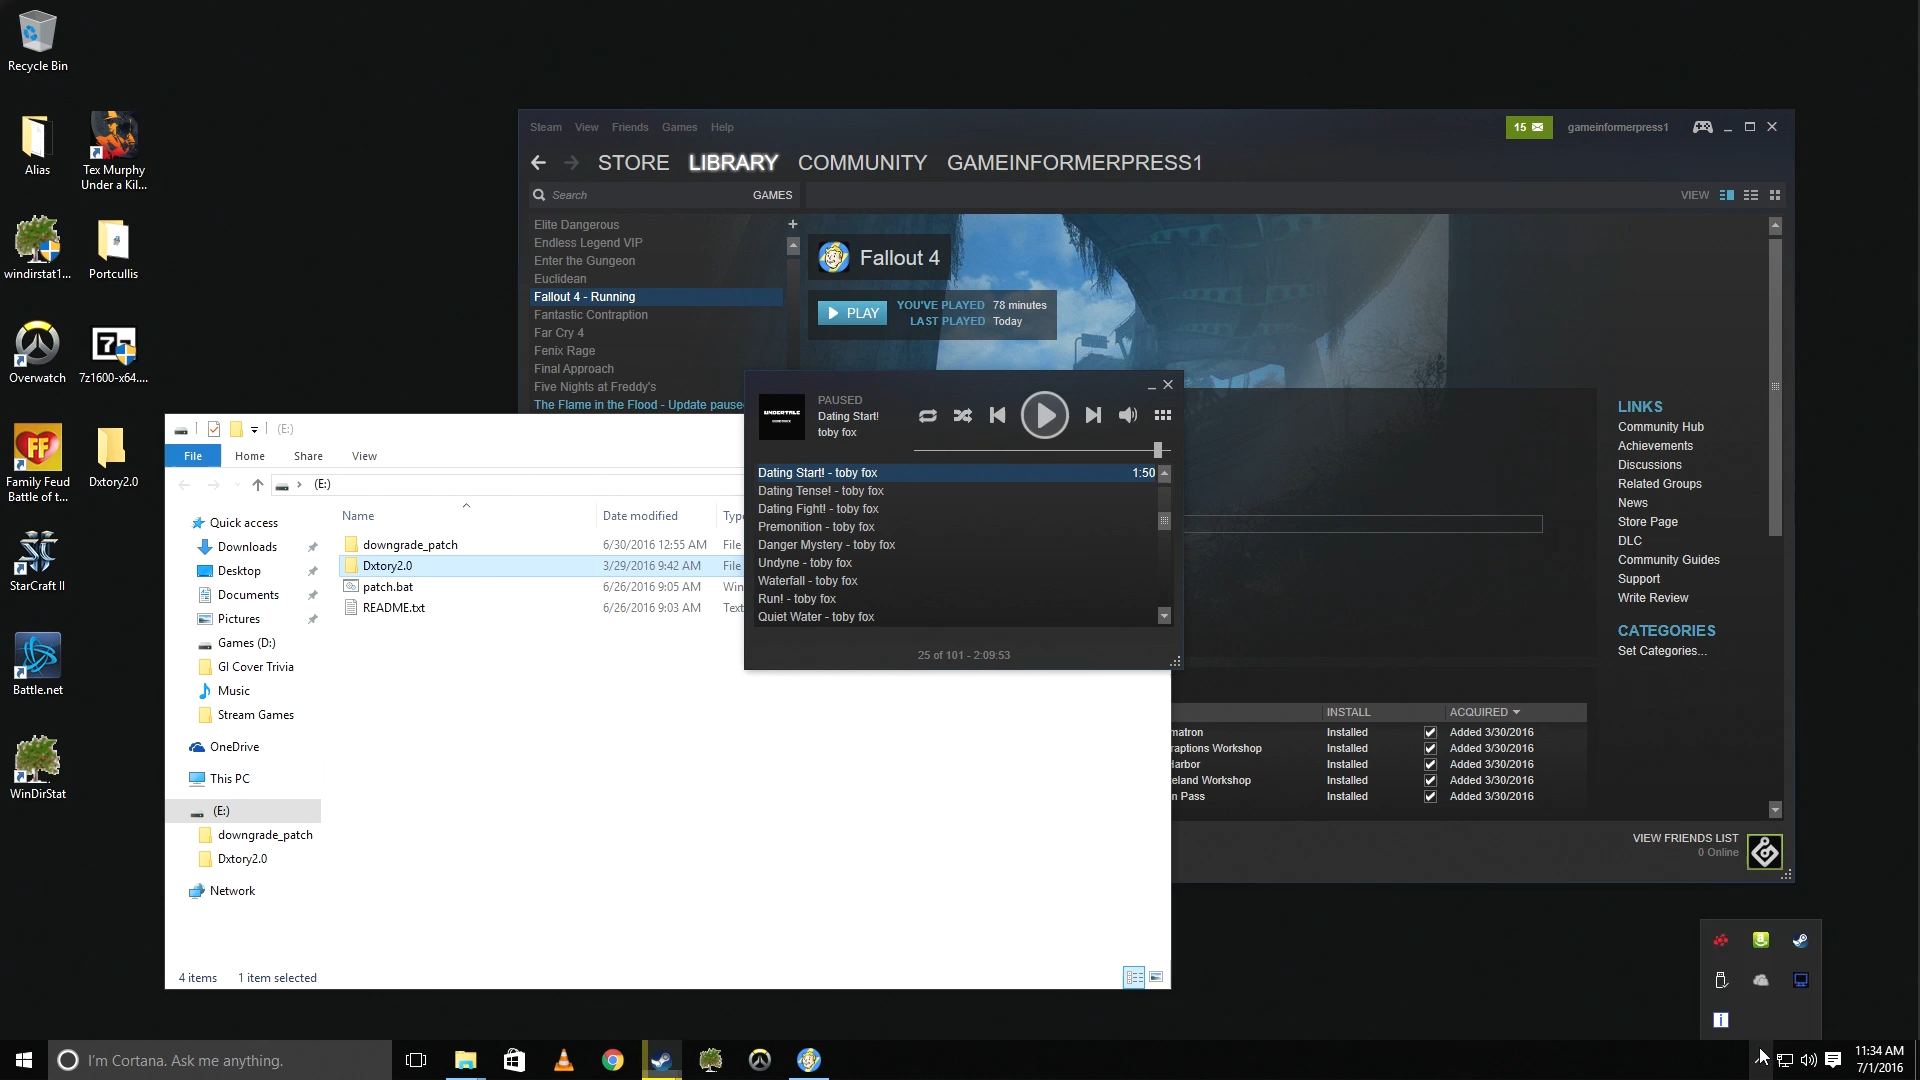 Recycle Bin
Alias
Tex Murphy
Under a Kil...
windirstat1...
Portcullis
Overwatch
7z1600-x64....
Family Feud
Battle of t...
Dxtory2.0
StarCraft II
Battle.net
WinDirStat
Steam View Friends Games Help
15
gameinformerpress1
STORE LIBRARY COMMUNITY GAMEINFORMERPRESS1
Search
GAMES
VIEW
Elite Dangerous
Endless Legend VIP
Enter the Gungeon
Euclidean
Fallout 4 - Running
Fantastic Contraption
Far Cry 4
Fenix Rage
Final Approach
Five Nights at Freddy's
The Flame in the Flood - Update pause
Fallout 4
PLAY
YOU'VE PLAYED 78 minutes
LAST PLAYED Today
LINKS
Community Hub
Achievements
Discussions
Related Groups
News
Store Page
DLC
Community Guides
Support
Write Review
CATEGORIES
Set Categories...
INSTALL ACQUIRED
matron Installed Added 3/30/2016
raptions Workshop Installed Added 3/30/2016
Harbor Installed Added 3/30/2016
eland Workshop Installed Added 3/30/2016
n Pass Installed Added 3/30/2016
VIEW FRIENDS LIST
0 Online
UNDERTALE
PAUSED
Dating Start!
toby fox
Dating Start! - toby fox 1:50
Dating Tense! - toby fox
Dating Fight! - toby fox
Premonition - toby fox
Danger Mystery - toby fox
Undyne - toby fox
Waterfall - toby fox
Run! - toby fox
Quiet Water - toby fox
25 of 101 - 2:09:53
(E:)
File Home Share View
(E:)
Name Date modified Type
downgrade_patch 6/30/2016 12:55 AM File
Dxtory2.0 3/29/2016 9:42 AM File
patch.bat 6/26/2016 9:05 AM Win
README.txt 6/26/2016 9:03 AM Text
Quick access
Downloads
Desktop
Documents
Pictures
Games (D:)
GI Cover Trivia
Music
Stream Games
OneDrive
This PC
(E:)
downgrade_patch
Dxtory2.0
Network
4 items 1 item selected
I'm Cortana. Ask me anything.
11:34 AM
7/1/2016